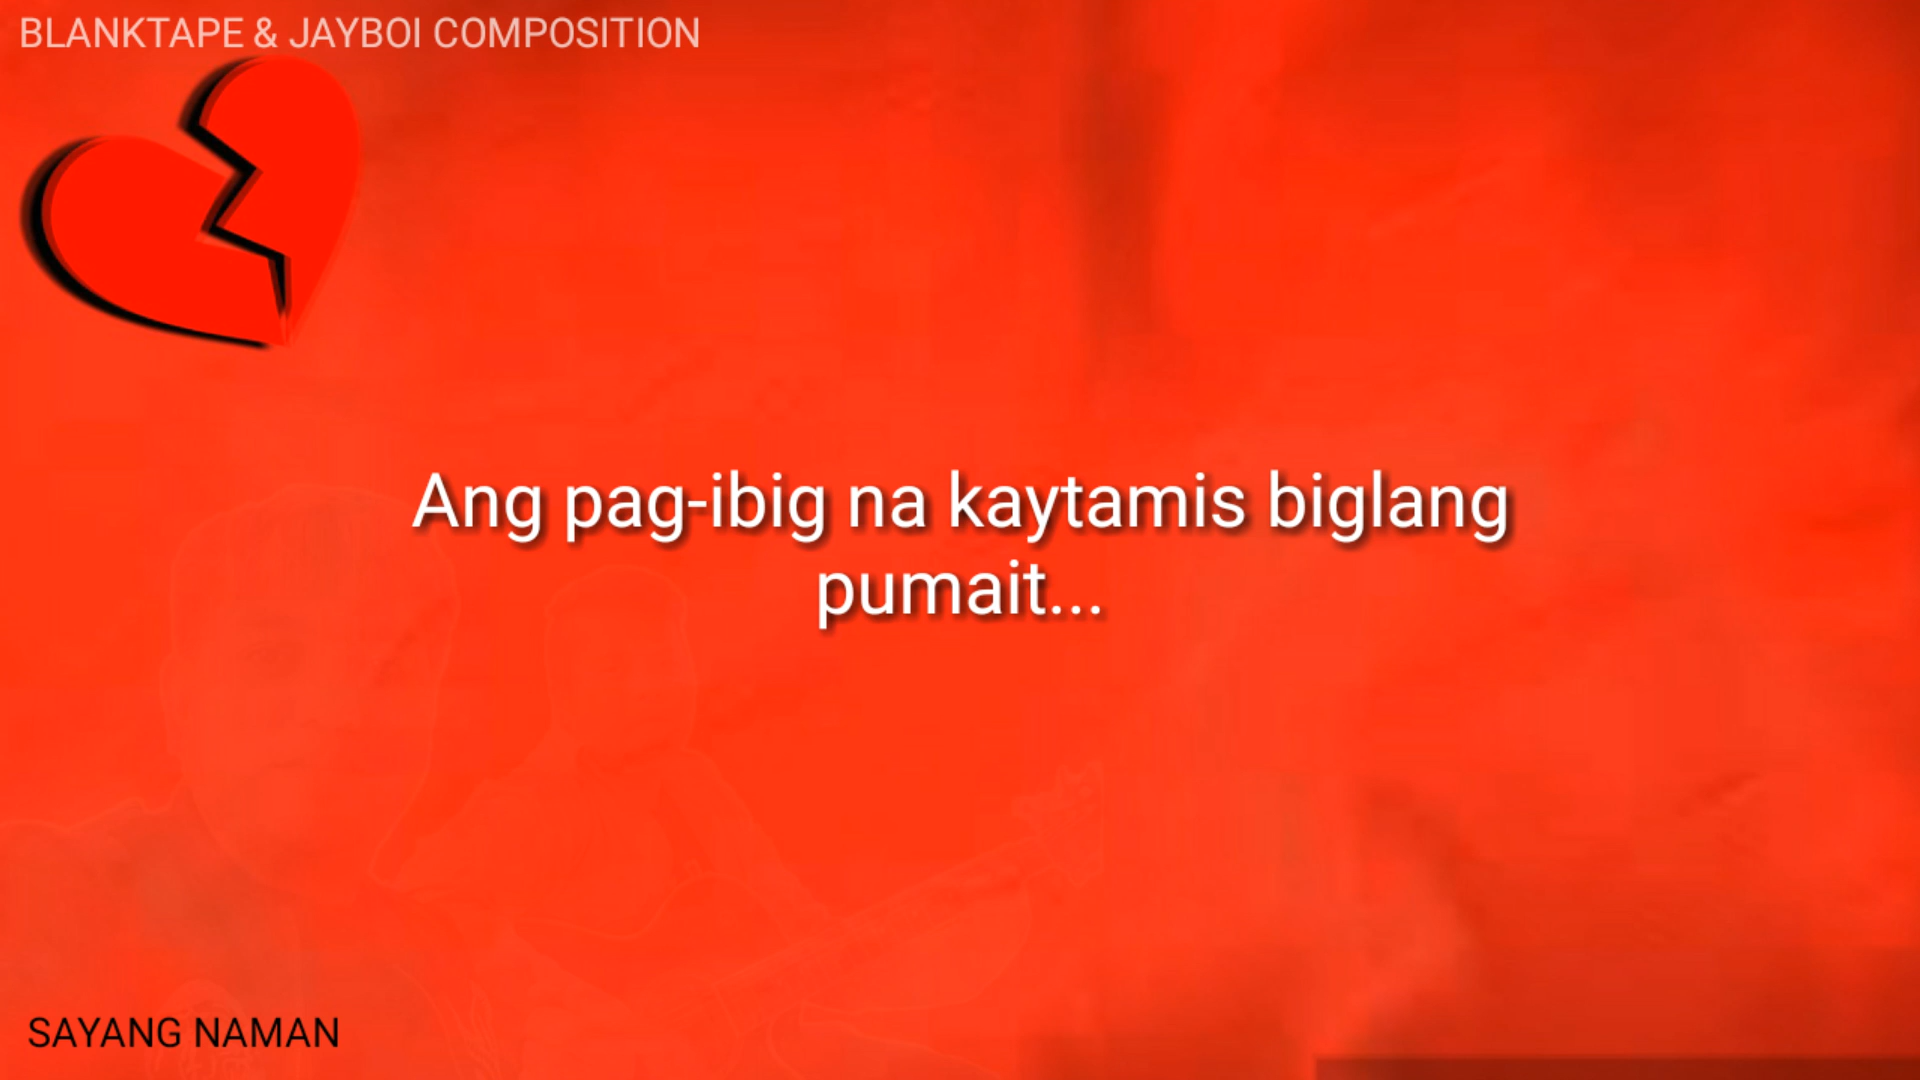 BLANKTAPE & JAYBOI COMPOSITION
Ang pag-ibig na kaytamis biglang
pumait...
SAYANG NAMAN